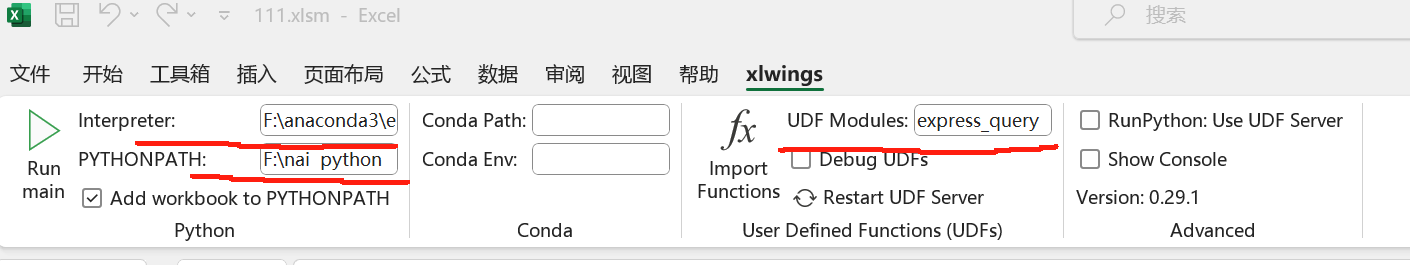 111.xlsm - Excel
搜索
文件 开始 工具箱 插入 页面布局 公式 数据 审阅 视图 帮助 xlwings
Run main
Interpreter: F:\anaconda3\e
PYTHONPATH: F:\nai_python
Add workbook to PYTHONPATH
Python
Conda Path:
Conda Env:
Conda
fx
Import Functions
UDF Modules: express_query
Debug UDFs
Restart UDF Server
User Defined Functions (UDFs)
RunPython: Use UDF Server
Show Console
Version: 0.29.1
Advanced